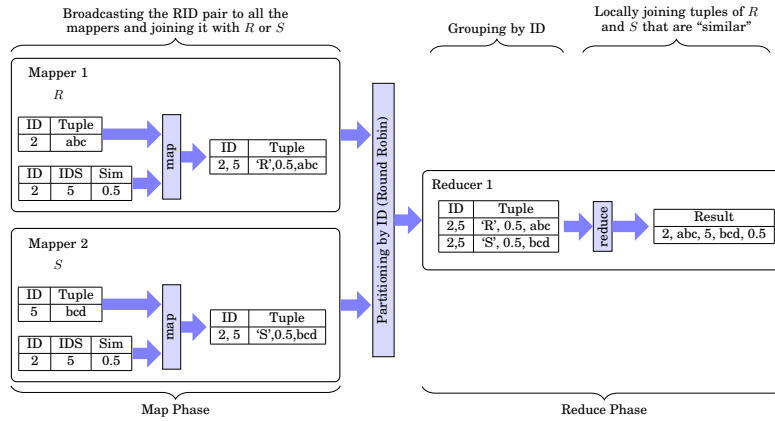 Broadcasting the RID pair to all the
mappers and joining it with R or S
Grouping by ID
Locally joining tuples of R
and S that are “similar”
Mapper 1
R
ID Tuple
2 abc
ID IDS Sim
2 5 0.5
map
ID Tuple
2, 5 ‘R’,0.5,abc
Mapper 2
S
ID Tuple
5 bcd
ID IDS Sim
2 5 0.5
map
ID Tuple
2, 5 ‘S’,0.5,bcd
Partitioning by ID (Round Robin)
Reducer 1
ID Tuple
2,5 ‘R’, 0.5, abc
2,5 ‘S’, 0.5, bcd
reduce
Result
2, abc, 5, bcd, 0.5
Map Phase
Reduce Phase